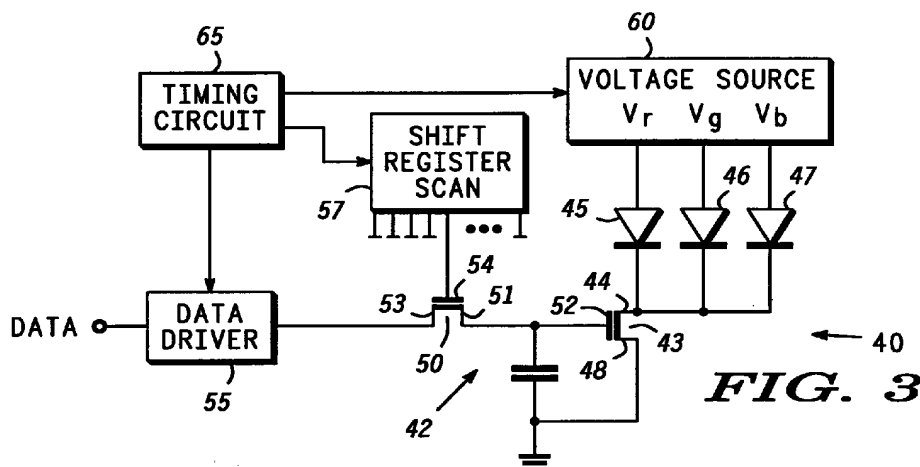 65
TIMING
CIRCUIT
60
VOLTAGE SOURCE
Vr Vg Vb
SHIFT
REGISTER
SCAN
57
45
46
47
54
53
51
50
52
44
43
48
DATA
DATA
DRIVER
55
42
40
FIG. 3